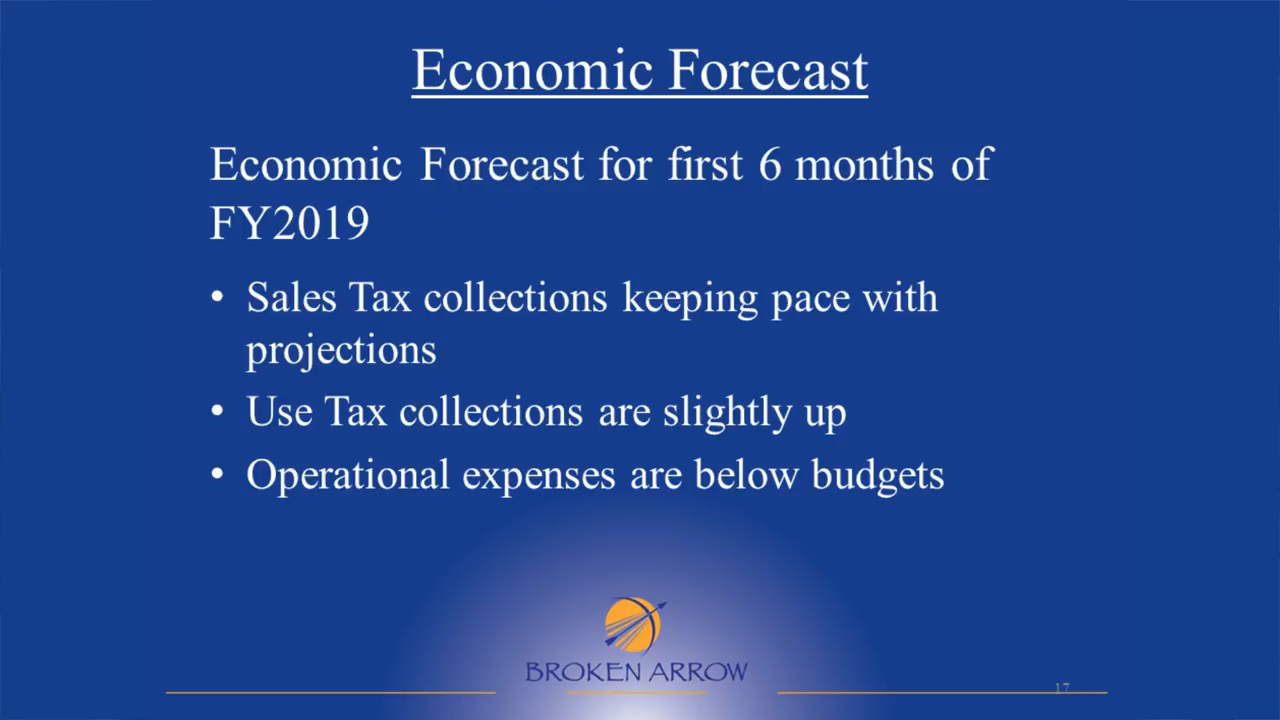 Economic Forecast
Economic Forecast for first 6 months of
FY2019
• Sales Tax collections keeping pace with
projections
• Use Tax collections are slightly up
• Operational expenses are below budgets
BROKEN ARROW
17